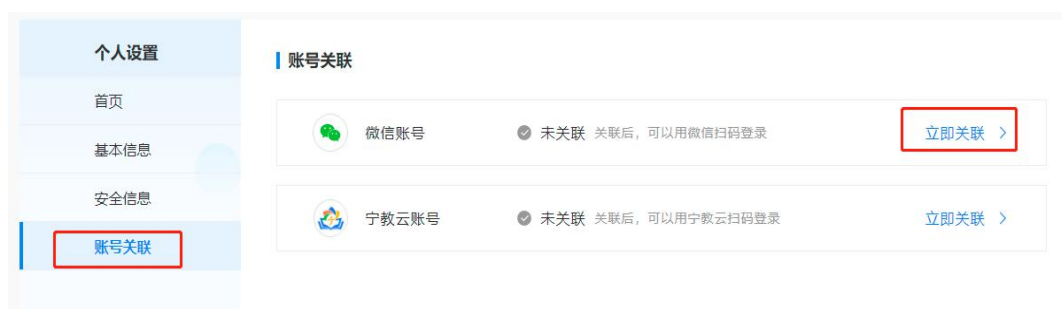 个人设置
首页
基本信息
安全信息
账号关联
账号关联
微信账号 未关联 关联后，可以用微信扫码登录 立即关联 >
宁教云账号 未关联 关联后，可以用宁教云扫码登录 立即关联 >